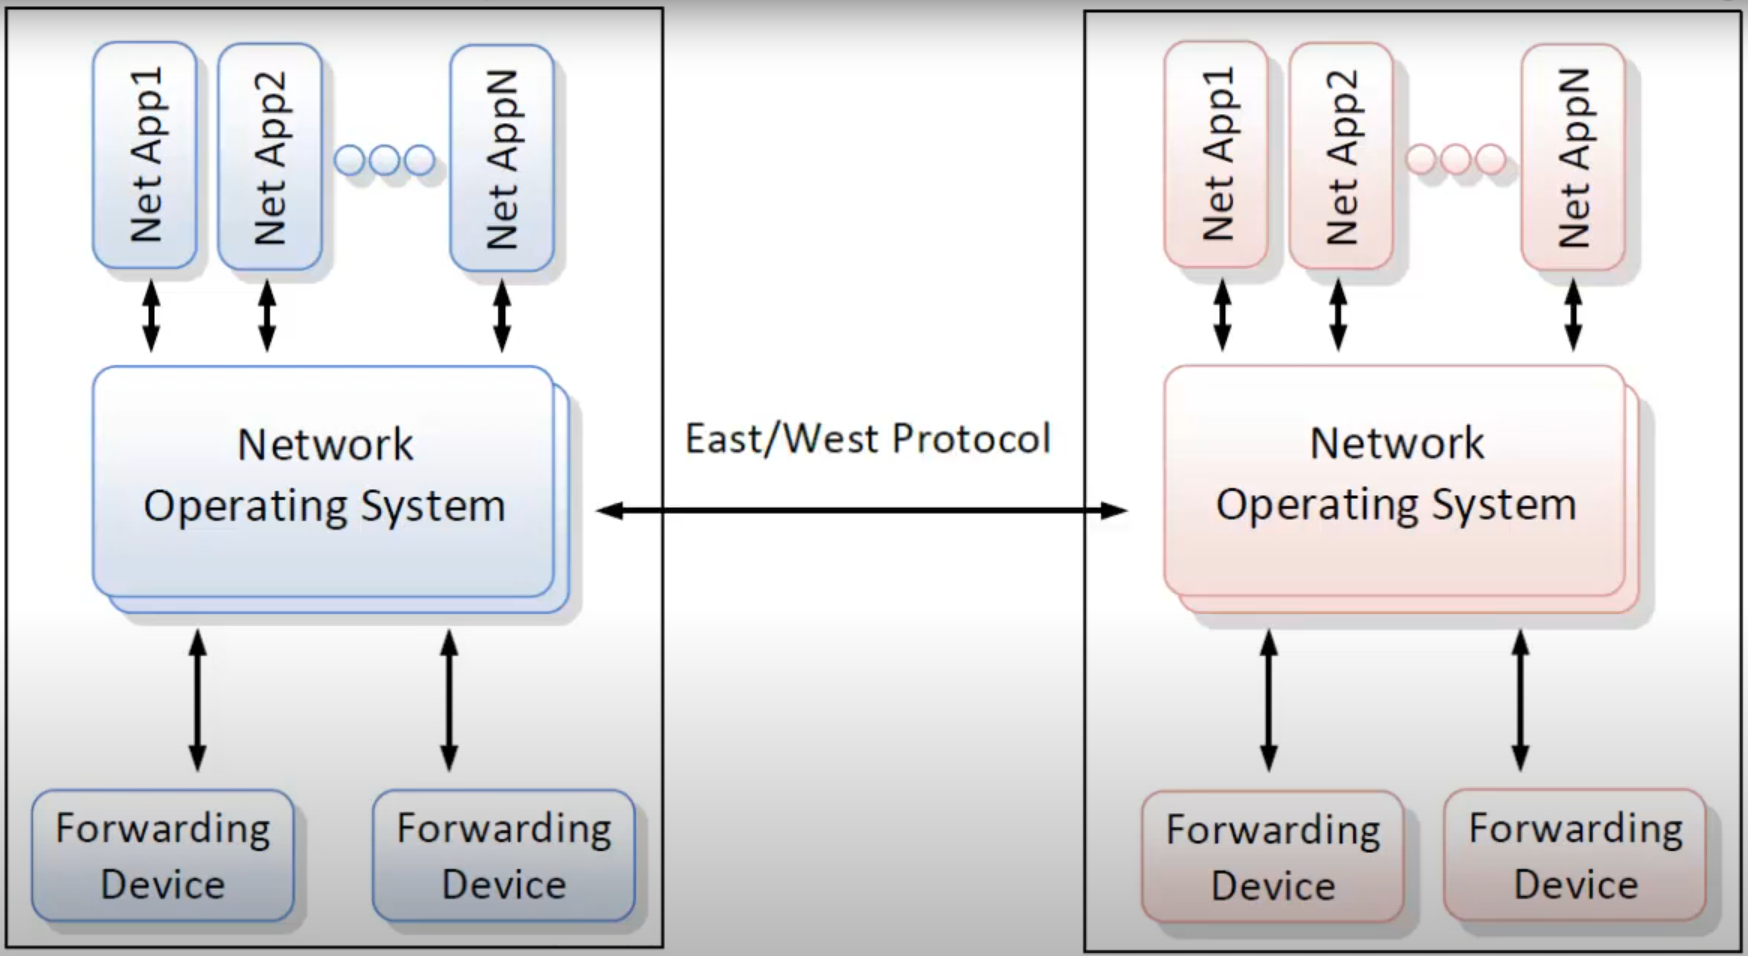 Net App1
Net App2
Net AppN
Net App1
Net App2
Net AppN
Network
Operating System
East/West Protocol
Network
Operating System
Forwarding
Device
Forwarding
Device
Forwarding
Device
Forwarding
Device